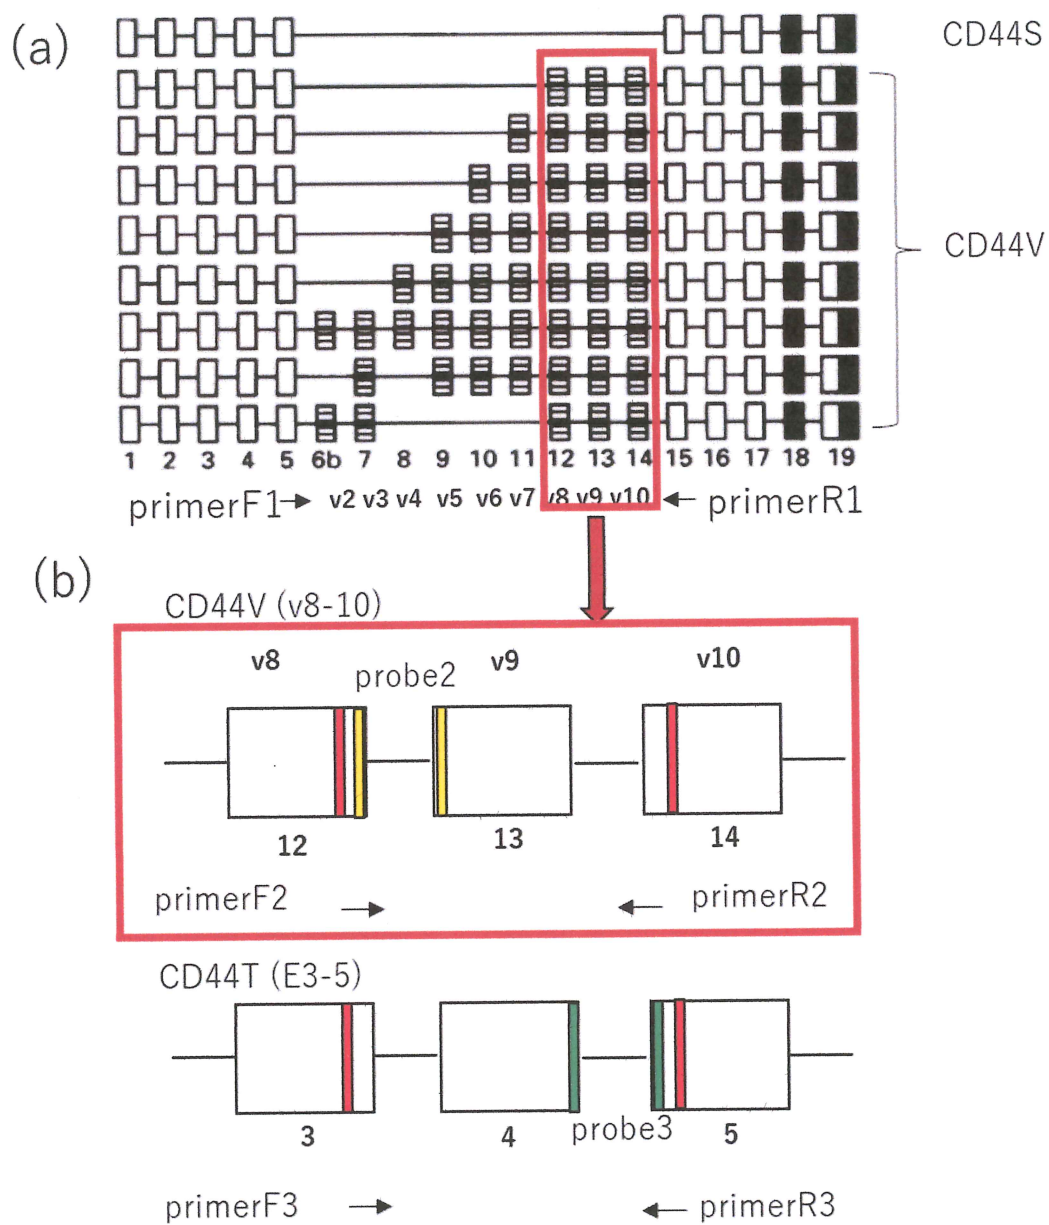 (a)
CD44S
CD44V
1 2 3 4 5 6b 7 8 9 10 11 12 13 14 15 16 17 18 19
primerF1 v2 v3 v4 v5 v6 v7 v8 v9 v10 primerR1
(b)
CD44V (v8-10)
v8 v9 v10
probe2
12 13 14
primerF2 primerR2
CD44T (E3-5)
3 4 probe3 5
primerF3 primerR3